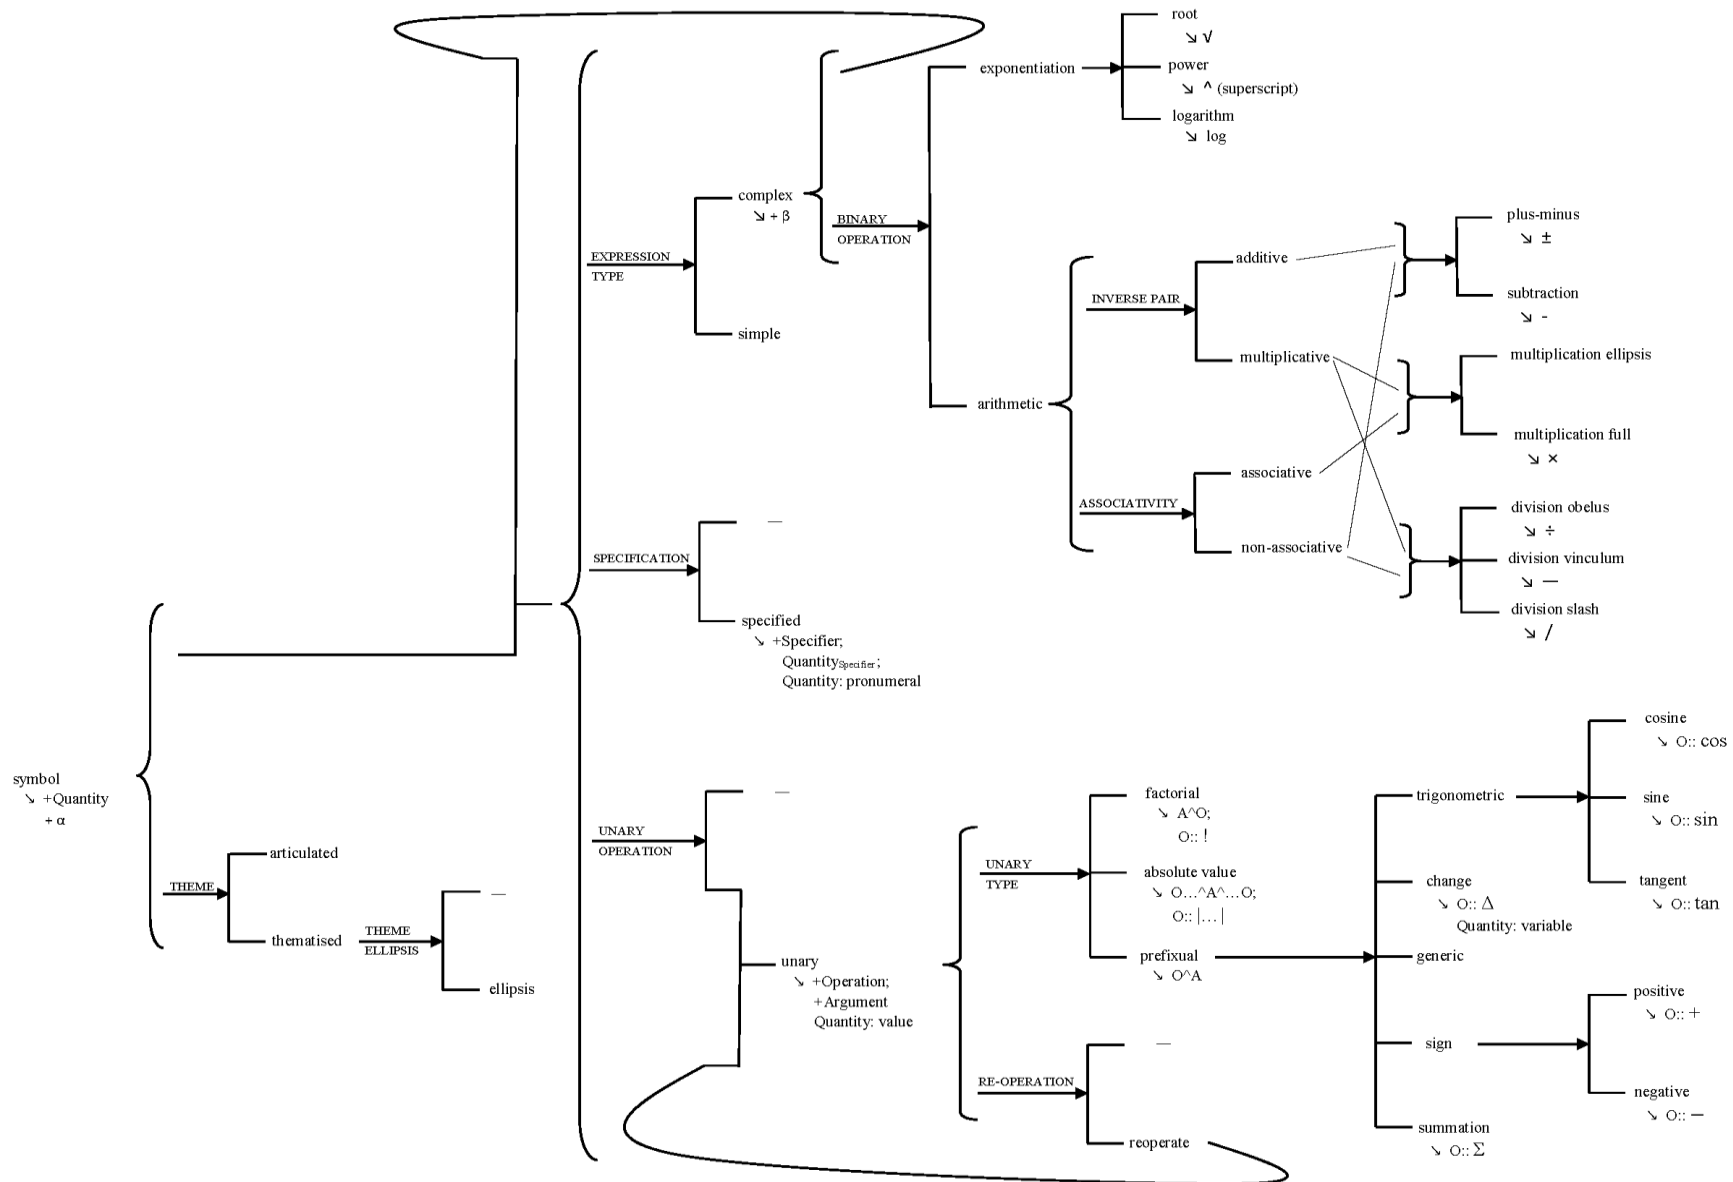 root
↘ √
exponentiation
power
↘ ^ (superscript)
logarithm
↘ log
complex
↘ + β
BINARY
OPERATION
EXPRESSION
TYPE
simple
additive
INVERSE PAIR
multiplicative
arithmetic
associative
ASSOCIATIVITY
non-associative
plus-minus
↘ ±
subtraction
↘ -
multiplication ellipsis
multiplication full
↘ ×
division obelus
↘ ÷
division vinculum
↘ —
division slash
↘ /
—
SPECIFICATION
specified
↘ +Specifier;
QuantitySpecifier;
Quantity: pronumeral
symbol
↘ +Quantity
+ α
articulated
THEME
thematised
THEME
ELLIPSIS
—
ellipsis
—
UNARY
OPERATION
unary
↘ +Operation;
+Argument
Quantity: value
factorial
↘ A^O;
O:: !
UNARY
TYPE
absolute value
↘ O…^A^…O;
O:: |…|
prefixual
↘ O^A
—
RE-OPERATION
reoperate
trigonometric
change
↘ O:: Δ
Quantity: variable
generic
sign
summation
↘ O:: Σ
cosine
↘ O:: cos
sine
↘ O:: sin
tangent
↘ O:: tan
positive
↘ O:: +
negative
↘ O:: —